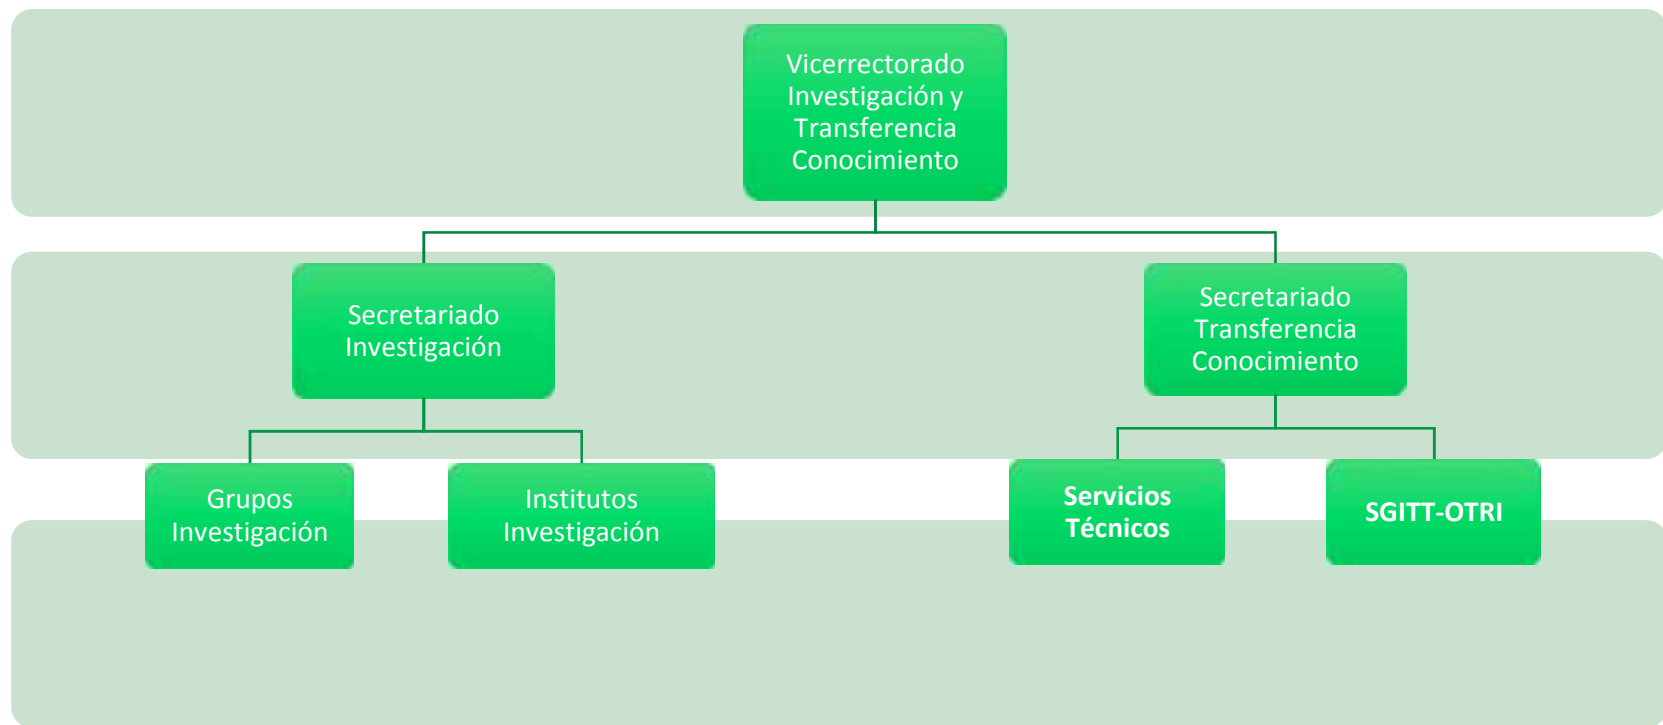 Vicerrectorado
Investigación y
Transferencia
Conocimiento
Secretariado
Investigación
Secretariado
Transferencia
Conocimiento
Grupos
Investigación
Institutos
Investigación
Servicios
Técnicos
SGITT-OTRI